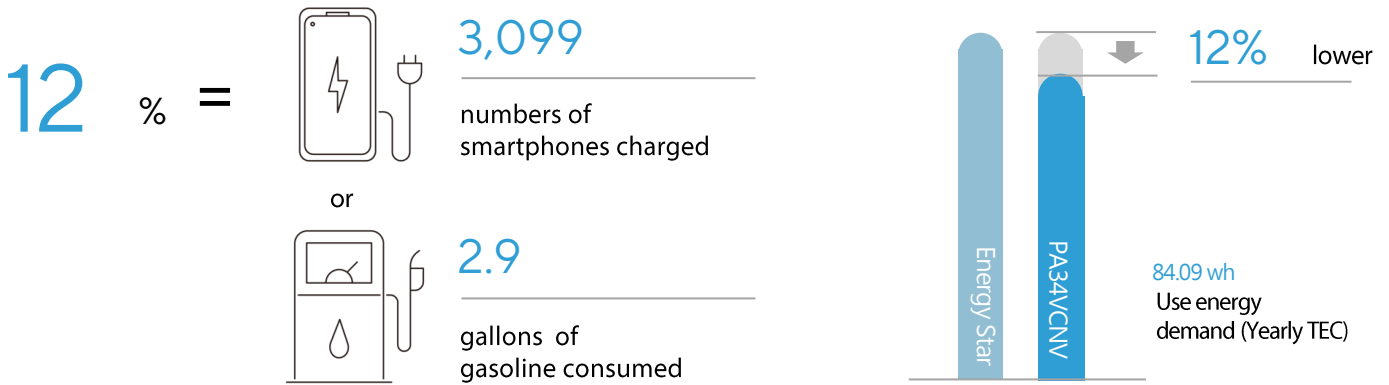 12 % =
3,099
numbers of
smartphones charged
or
2.9
gallons of
gasoline consumed
Energy Star
PA34VCNV
12% lower
84.09 wh
Use energy
demand (Yearly TEC)